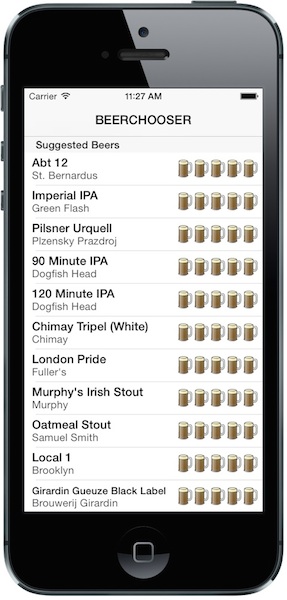 Carrier 11:27 AM
BEERCHOOSER
Suggested Beers
Abt 12
St. Bernardus
Imperial IPA
Green Flash
Pilsner Urquell
Plzensky Prazdroj
90 Minute IPA
Dogfish Head
120 Minute IPA
Dogfish Head
Chimay Tripel (White)
Chimay
London Pride
Fuller's
Murphy's Irish Stout
Murphy
Oatmeal Stout
Samuel Smith
Local 1
Brooklyn
Girardin Gueuze Black Label
Brouwerij Girardin